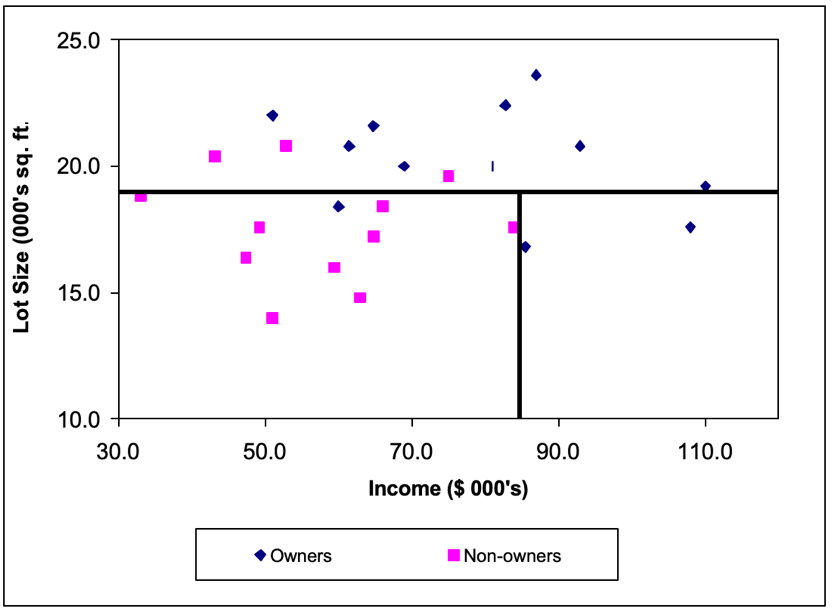 25.0
20.0
15.0
10.0
Lot Size (000's sq. ft.
30.0 50.0 70.0 90.0 110.0
Income ($ 000's)
Owners Non-owners